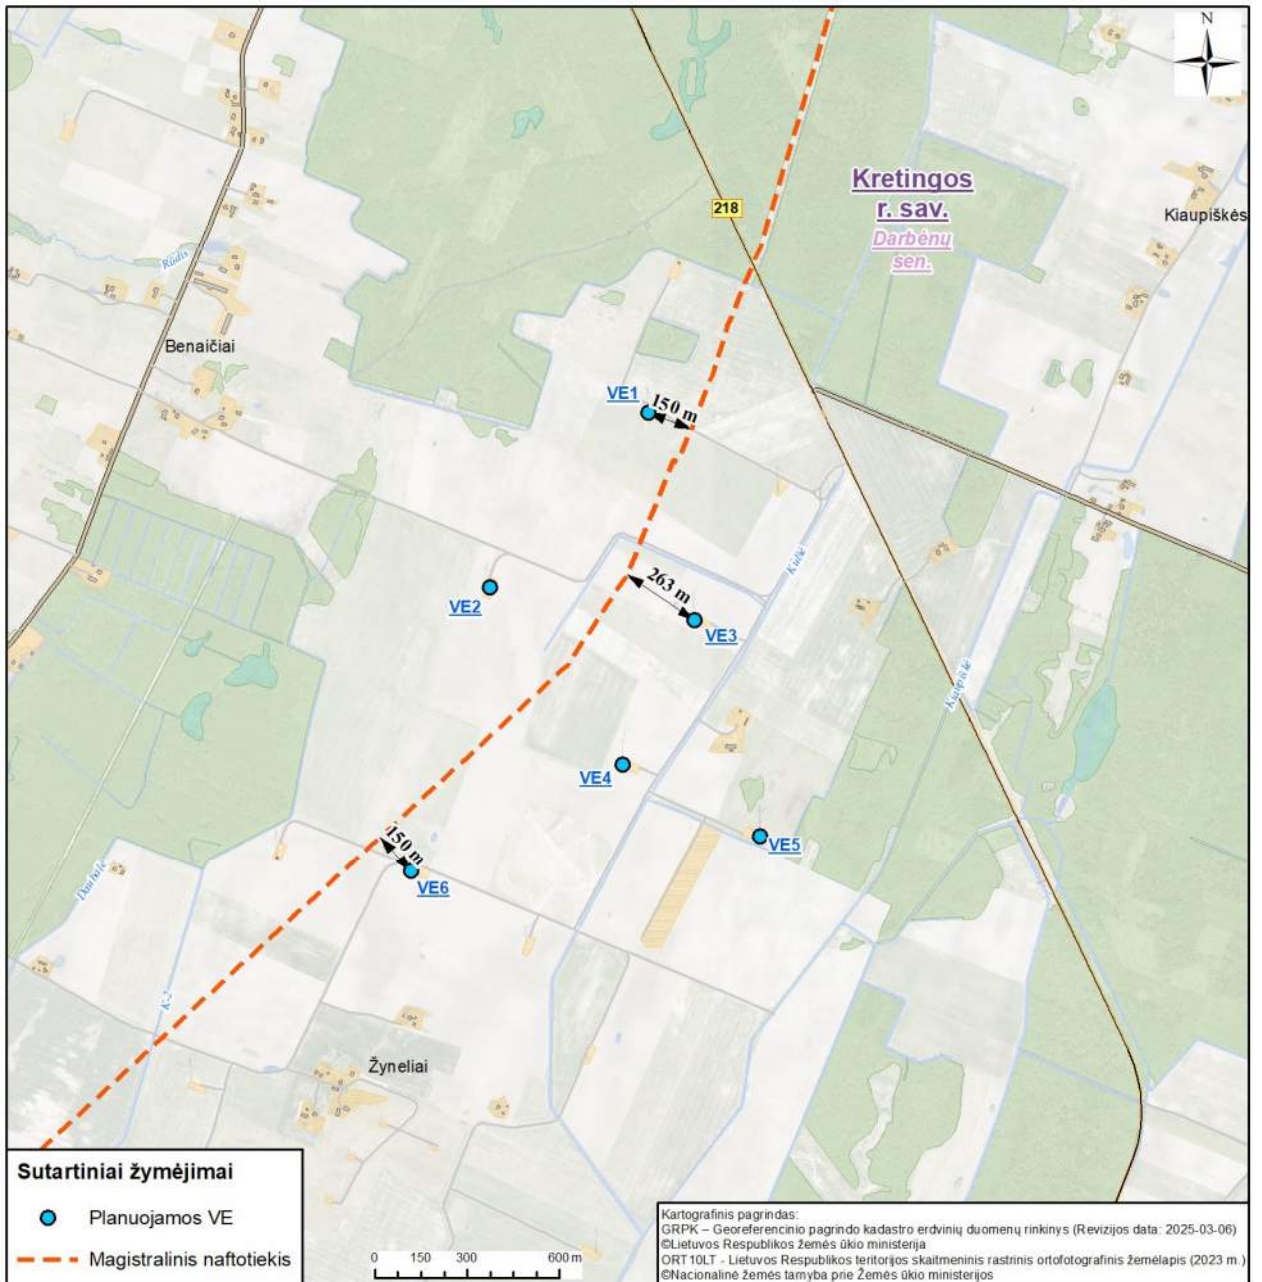 N
Kretingos
r. sav.
Darbėnų
sen.
218
Kiaupiškės
Rūdis
Benaičiai
VE1
150 m
Kulšė
263 m
VE2
VE3
Kiaupiškė
VE4
150 m
VE5
VE6
Daubalė
K-2
Žyneliai
Sutartiniai žymėjimai
Planuojamos VE
Magistralinis naftotiekis
0 150 300 600 m
Kartografinis pagrindas:
GRPK – Georeferencinio pagrindo kadastro erdvinių duomenų rinkinys (Revizijos data: 2025-03-06)
©Lietuvos Respublikos žemės ūkio ministerija
ORT10LT - Lietuvos Respublikos teritorijos skaitmeninis rastrinis ortofotografinis žemėlapis (2023 m.)
©Nacionalinė žemės tarnyba prie Žemės ūkio ministerijos